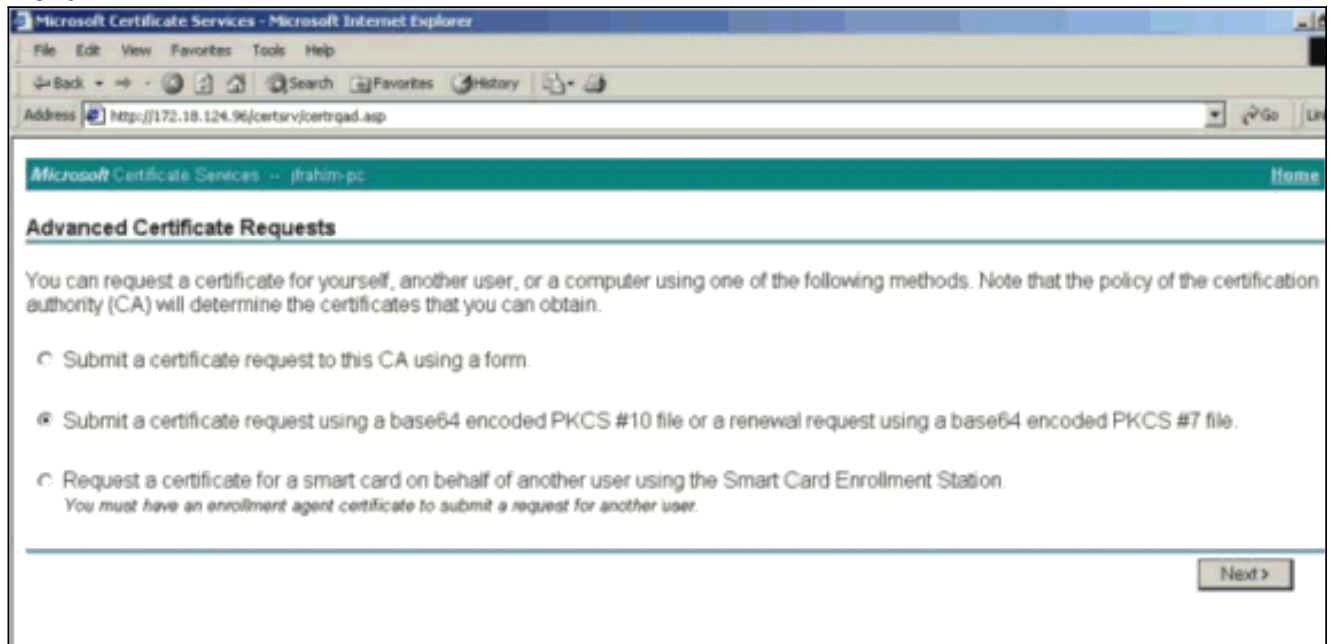 Microsoft Certificate Services - Microsoft Internet Explorer
File Edit View Favorites Tools Help
Back Search Favorites History
Address http://172.18.124.96/certsrv/certrqad.asp Go
Microsoft Certificate Services -- jfrahim-pc Home
Advanced Certificate Requests
You can request a certificate for yourself, another user, or a computer using one of the following methods. Note that the policy of the certification
authority (CA) will determine the certificates that you can obtain.
Submit a certificate request to this CA using a form.
Submit a certificate request using a base64 encoded PKCS #10 file or a renewal request using a base64 encoded PKCS #7 file.
Request a certificate for a smart card on behalf of another user using the Smart Card Enrollment Station.
You must have an enrollment agent certificate to submit a request for another user.
Next >